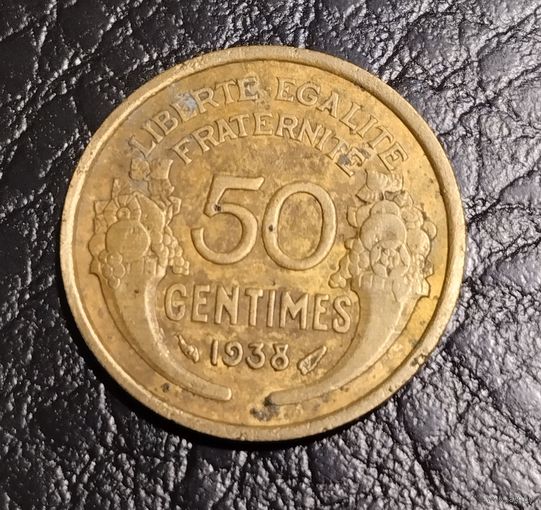 LIBERTE. EGALITE
FRATERNITE
50
CENTIMES
1938